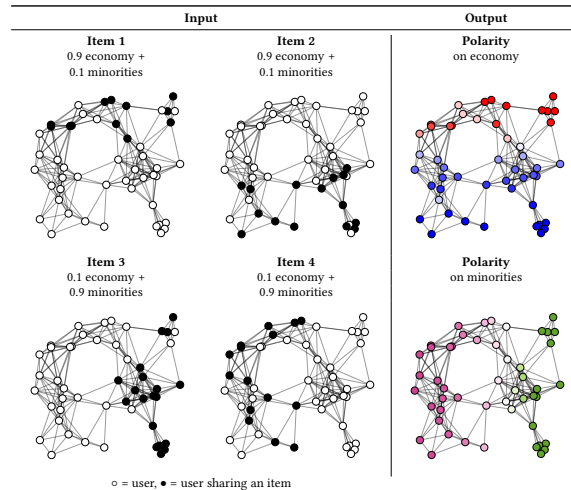 Input Output
Item 1 Item 2 Polarity
0.9 economy + 0.9 economy + on economy
0.1 minorities 0.1 minorities
Item 3 Item 4 Polarity
0.1 economy + 0.1 economy + on minorities
0.9 minorities 0.9 minorities
○ = user, ● = user sharing an item